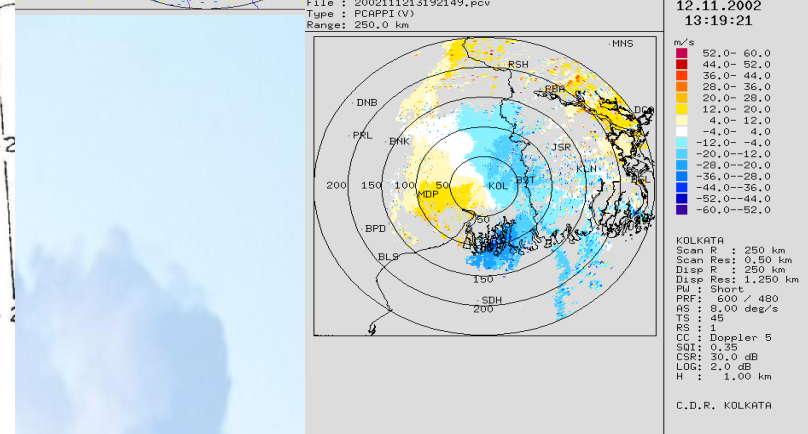 File : 2002111213192149.pcv
Type : PCAPPI(V)
Range: 250.0 km
12.11.2002
13:19:21
MNS
RSH
RBA
DNB
PRL
BNK
JSR
KLN
200 150 100 50 KOL BST
MDP
50
BPD
BLS
150
SDH
200
m/s
52.0- 60.0
44.0- 52.0
36.0- 44.0
28.0- 36.0
20.0- 28.0
12.0- 20.0
4.0- 12.0
-4.0- 4.0
-12.0- -4.0
-20.0--12.0
-28.0--20.0
-36.0--28.0
-44.0--36.0
-52.0--44.0
-60.0--52.0
KOLKATA
Scan R : 250 km
Scan Res: 0.50 km
Disp R : 250 km
Disp Res: 1.250 km
PW : Short
PRF: 600 / 480
AS : 8.00 deg/s
TS : 45
RS : 1
CC : Doppler 5
SQI: 0.35
CSR: 30.0 dB
LOG: 2.0 dB
H : 1.00 km
C.D.R. KOLKATA